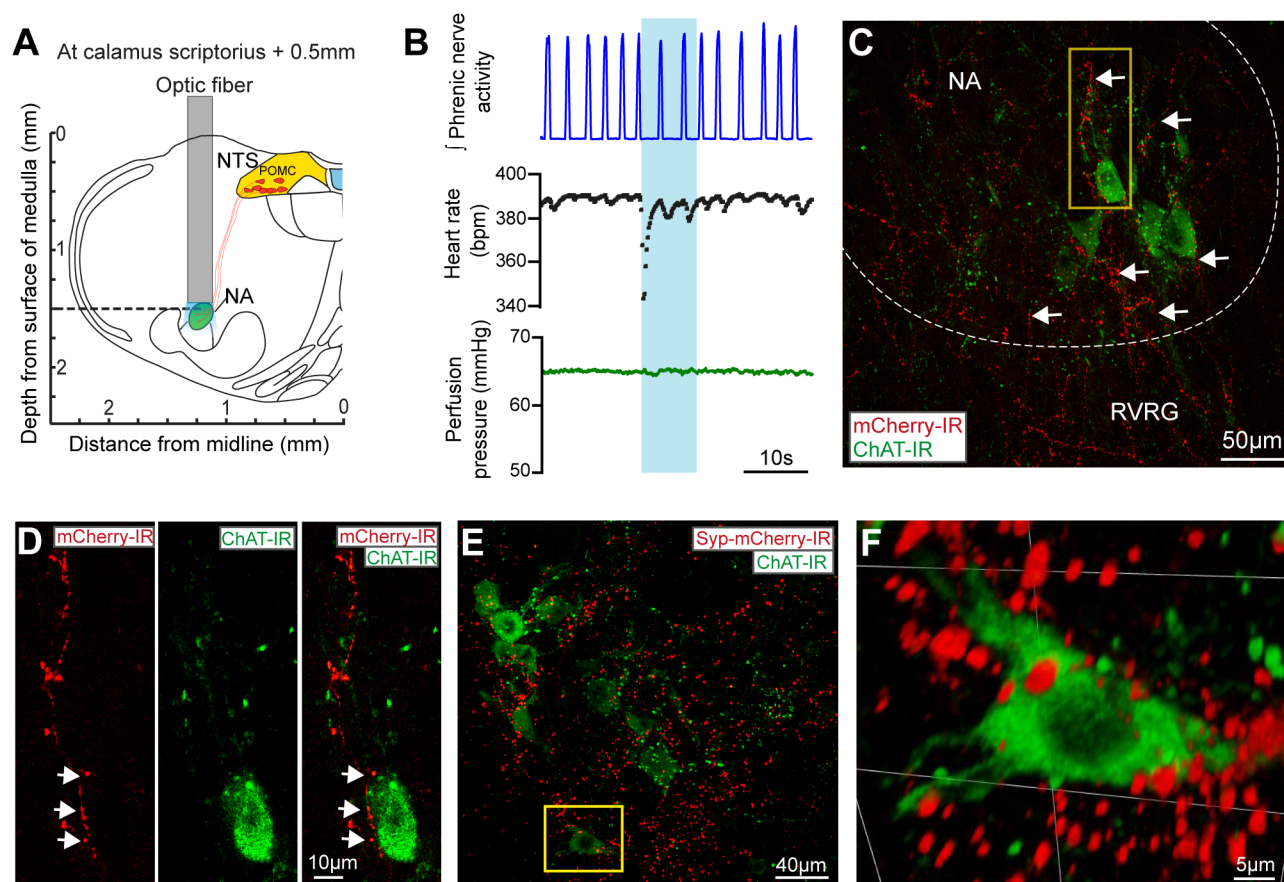 A
At calamus scriptorius + 0.5mm
Optic fiber
Depth from surface of medulla (mm)
0
1
2
NTS
POMC
NA
2
1
0
Distance from midline (mm)
B
∫ Phrenic nerve
activity
Heart rate
(bpm)
400
380
360
340
Perfusion
pressure (mmHg)
70
60
50
10s
C
NA
RVRG
mCherry-IR
ChAT-IR
50µm
D
mCherry-IR
ChAT-IR
mCherry-IR
ChAT-IR
10µm
E
Syp-mCherry-IR
ChAT-IR
40µm
F
5µm